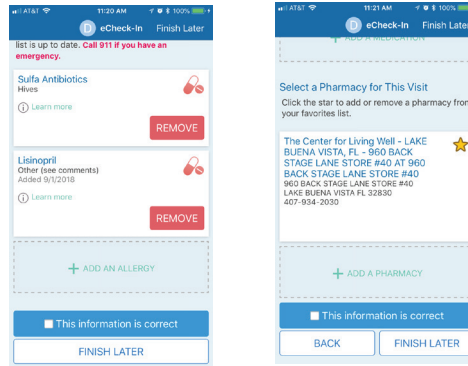 AT&T 11:20 AM 100%
D eCheck-In Finish Later
list is up to date. Call 911 if you have an
emergency.
Sulfa Antibiotics
Hives
Learn more
REMOVE
Lisinopril
Other (see comments)
Added 9/1/2018
Learn more
REMOVE
+ ADD AN ALLERGY
This information is correct
FINISH LATER
AT&T 11:21 AM 100%
D eCheck-In Finish Later
+ ADD A MEDICATION
Select a Pharmacy for This Visit
Click the star to add or remove a pharmacy from
your favorites list.
The Center for Living Well - LAKE
BUENA VISTA, FL - 960 BACK
STAGE LANE STORE #40 AT 960
BACK STAGE LANE STORE #40
960 BACK STAGE LANE STORE #40
LAKE BUENA VISTA FL 32830
407-934-2030
+ ADD A PHARMACY
This information is correct
BACK
FINISH LATER